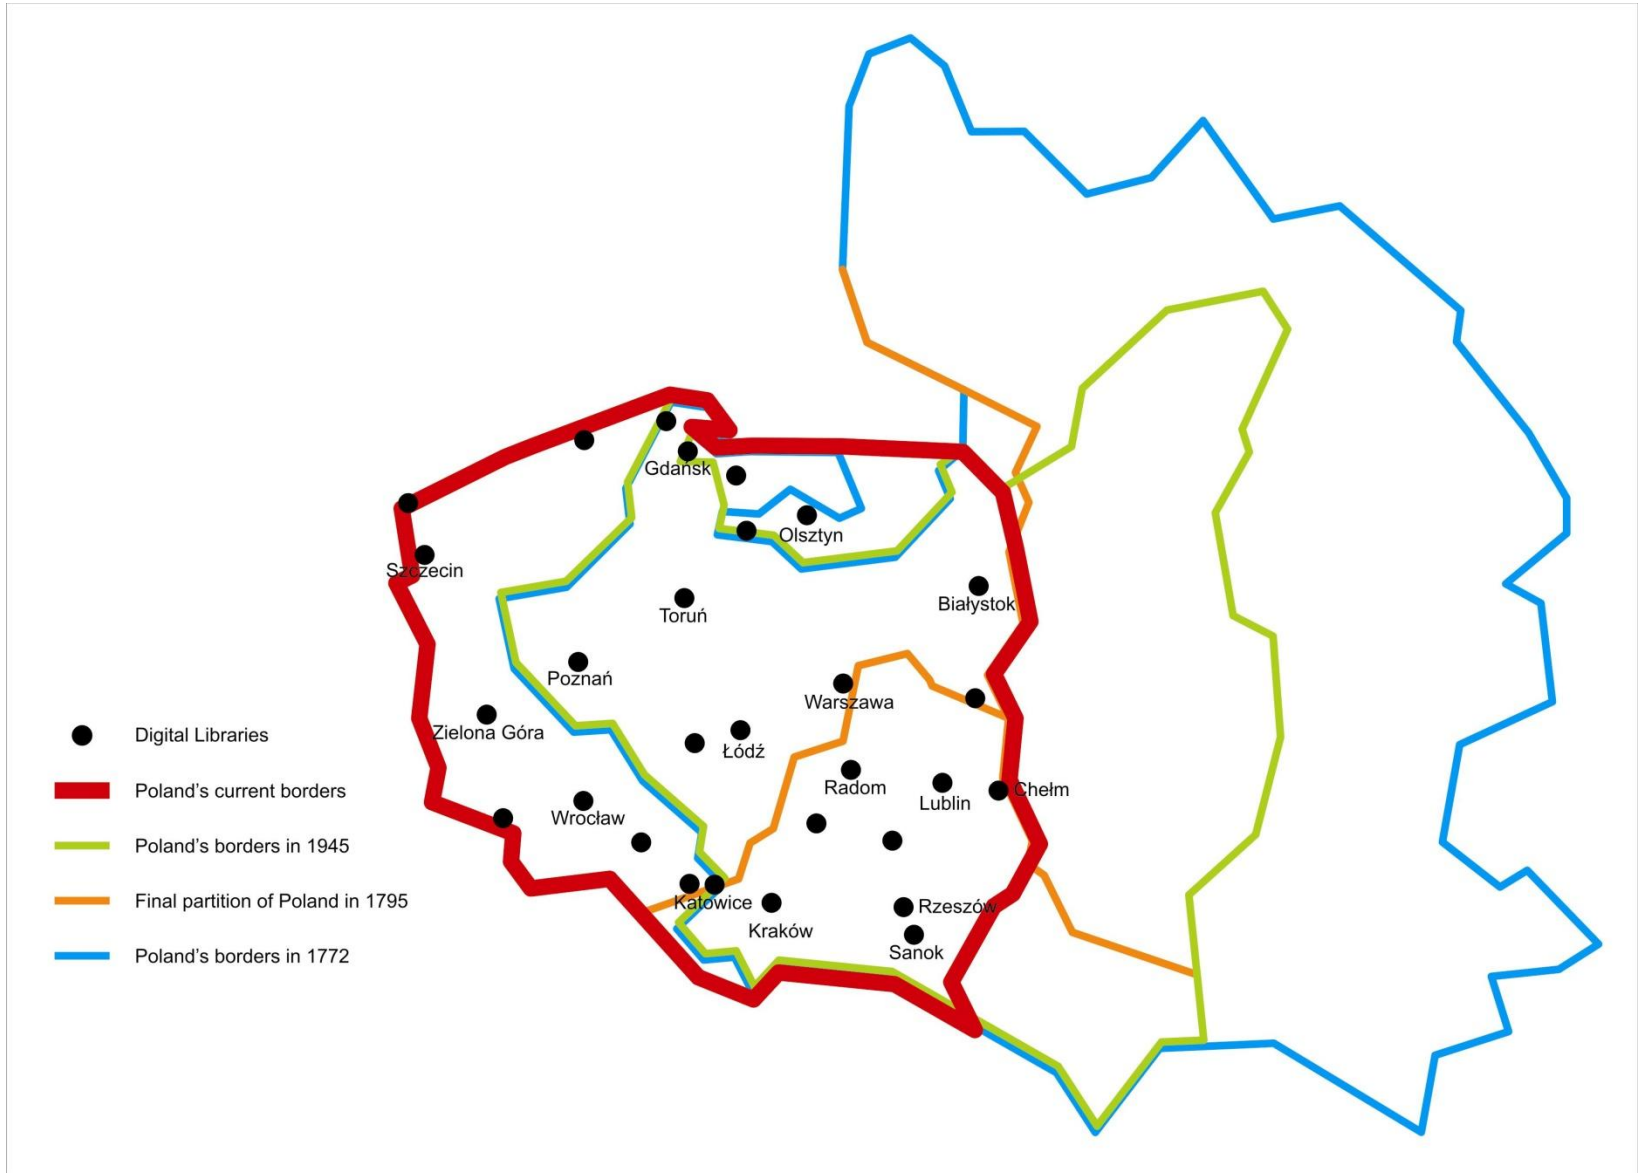 Gdańsk
Olsztyn
Szczecin
Białystok
Toruń
Poznań
Warszawa
Zielona Góra
Łódź
Radom
Chełm
Lublin
Wrocław
Katowice
Rzeszów
Kraków
Sanok
Digital Libraries
Poland's current borders
Poland's borders in 1945
Final partition of Poland in 1795
Poland's borders in 1772